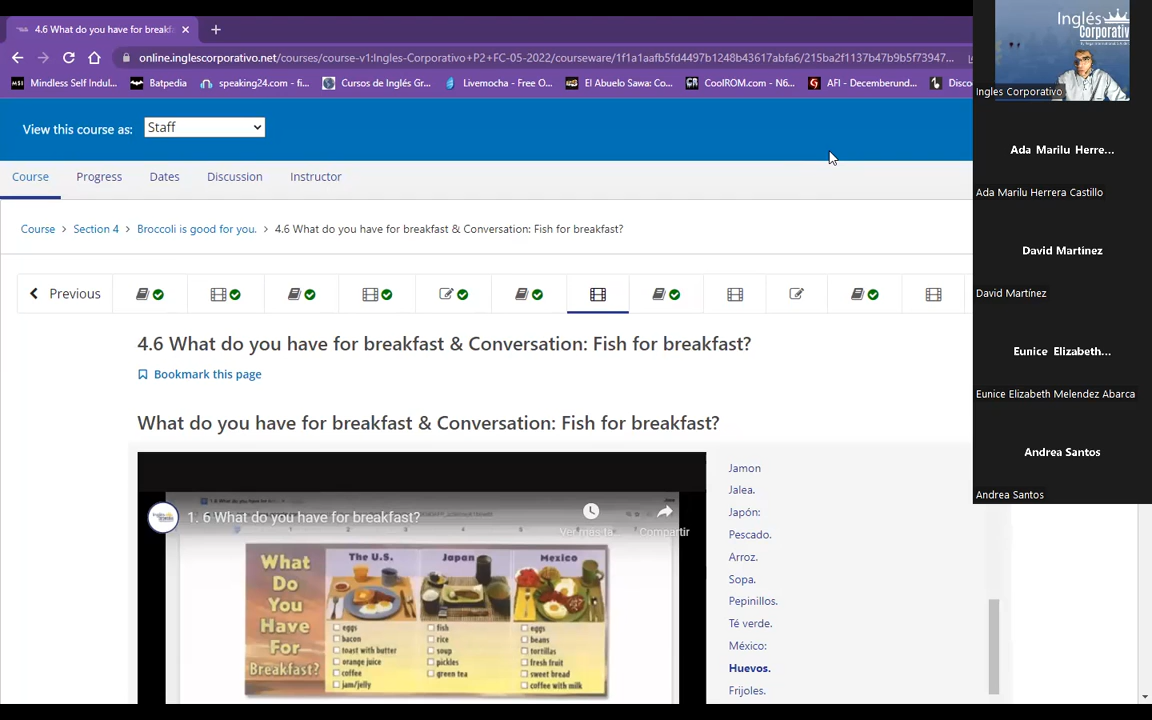 4.6 What do you have for breakf
online.inglescorporativo.net/courses/course-v1:Ingles-Corporativo+P2+FC-05-2022/courseware/1f1a1aafb5fd4497b1248b43617abfa6/215ba2f1137b47b9b5f73947...
Mindless Self Indul...
Batpedia
speaking24.com - fi...
Cursos de Inglés Gr...
Livemocha - Free O...
El Abuelo Sawa: Co...
CoolROM.com - N6...
AFI - Decemberund...
Disco
View this course as:
Staff
Course
Progress
Dates
Discussion
Instructor
Course > Section 4 > Broccoli is good for you. > 4.6 What do you have for breakfast & Conversation: Fish for breakfast?
Previous
4.6 What do you have for breakfast & Conversation: Fish for breakfast?
Bookmark this page
What do you have for breakfast & Conversation: Fish for breakfast?
1. 6 What do you have for breakfast?
Compartir
What Do You Have For Breakfast?
The U.S.
eggs
bacon
toast with butter
orange juice
coffee
jam/jelly
Japan
fish
rice
soup
pickles
green tea
Mexico
eggs
beans
tortillas
fresh fruit
sweet bread
coffee with milk
Jamon
Jalea.
Japón:
Pescado.
Arroz.
Sopa.
Pepinillos.
Té verde.
México:
Huevos.
Frijoles.
Inglés
Corporativ
Ingles Corporativo
Ada Marilu Herre...
Ada Marilu Herrera Castillo
David Martínez
David Martínez
Eunice Elizabeth...
Eunice Elizabeth Melendez Abarca
Andrea Santos
Andrea Santos